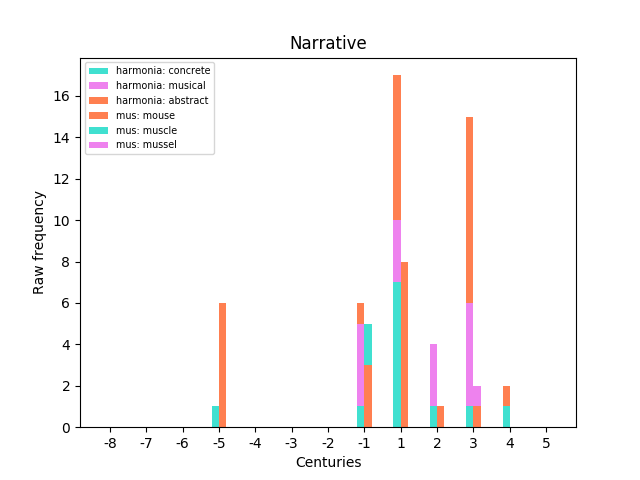 Narrative
harmonia: concrete
harmonia: musical
harmonia: abstract
mus: mouse
mus: muscle
mus: mussel
Raw frequency
16
14
12
10
8
6
4
2
0
-8 -7 -6 -5 -4 -3 -2 -1 1 2 3 4 5
Centuries